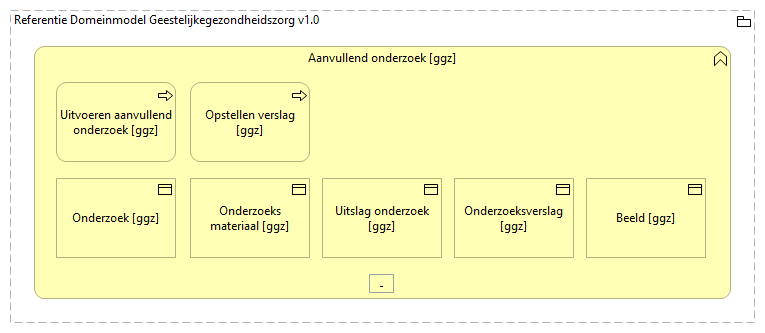 Referentie Domeinmodel Geestelijkegezondheidszorg v1.0
Aanvullend onderzoek [ggz]
Uitvoeren aanvullend
onderzoek [ggz]
Opstellen verslag
[ggz]
Onderzoek [ggz]
Onderzoeks
materiaal [ggz]
Uitslag onderzoek
[ggz]
Onderzoeksverslag
[ggz]
Beeld [ggz]
-